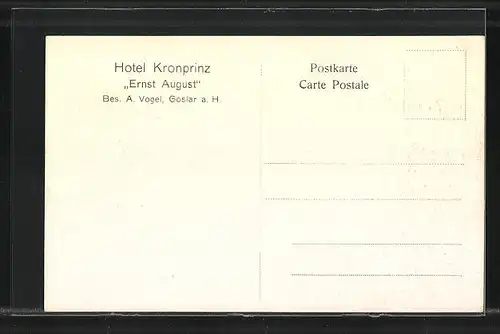 Hotel Kronprinz
„Ernst August"
Bes. A. Vogel, Goslar a. H.
Postkarte
Carte Postale